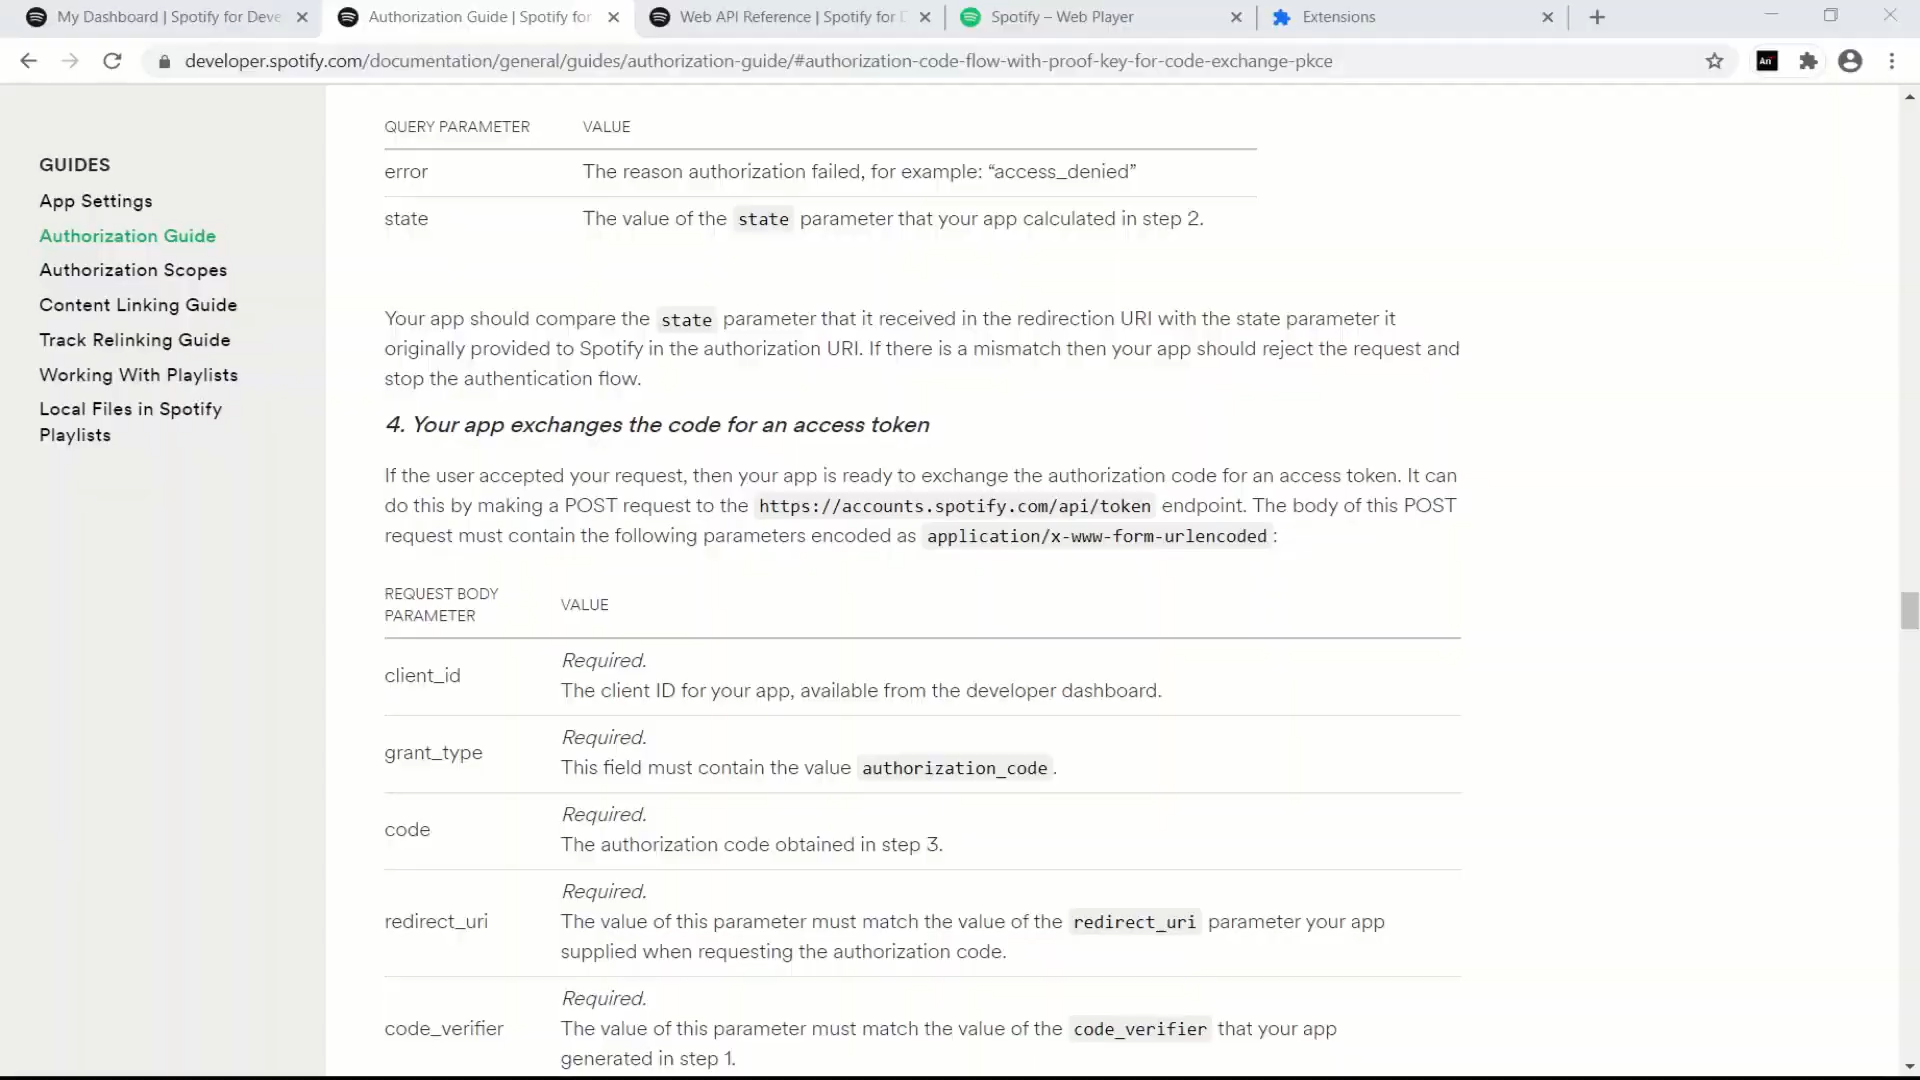 My Dashboard | Spotify for Deve
Authorization Guide | Spotify for
Web API Reference | Spotify for D
Spotify – Web Player
Extensions
developer.spotify.com/documentation/general/guides/authorization-guide/#authorization-code-flow-with-proof-key-for-code-exchange-pkce
Ari
GUIDES
App Settings
Authorization Guide
Authorization Scopes
Content Linking Guide
Track Relinking Guide
Working With Playlists
Local Files in Spotify
Playlists
QUERY PARAMETER VALUE
error The reason authorization failed, for example: “access_denied”
state The value of the state parameter that your app calculated in step 2.
Your app should compare the state parameter that it received in the redirection URI with the state parameter it
originally provided to Spotify in the authorization URI. If there is a mismatch then your app should reject the request and
stop the authentication flow.
4. Your app exchanges the code for an access token
If the user accepted your request, then your app is ready to exchange the authorization code for an access token. It can
do this by making a POST request to the https://accounts.spotify.com/api/token endpoint. The body of this POST
request must contain the following parameters encoded as application/x-www-form-urlencoded:
REQUEST BODY
PARAMETER
VALUE
client_id
Required.
The client ID for your app, available from the developer dashboard.
grant_type
Required.
This field must contain the value authorization_code.
code
Required.
The authorization code obtained in step 3.
redirect_uri
Required.
The value of this parameter must match the value of the redirect_uri parameter your app
supplied when requesting the authorization code.
code_verifier
Required.
The value of this parameter must match the value of the code_verifier that your app
generated in step 1.